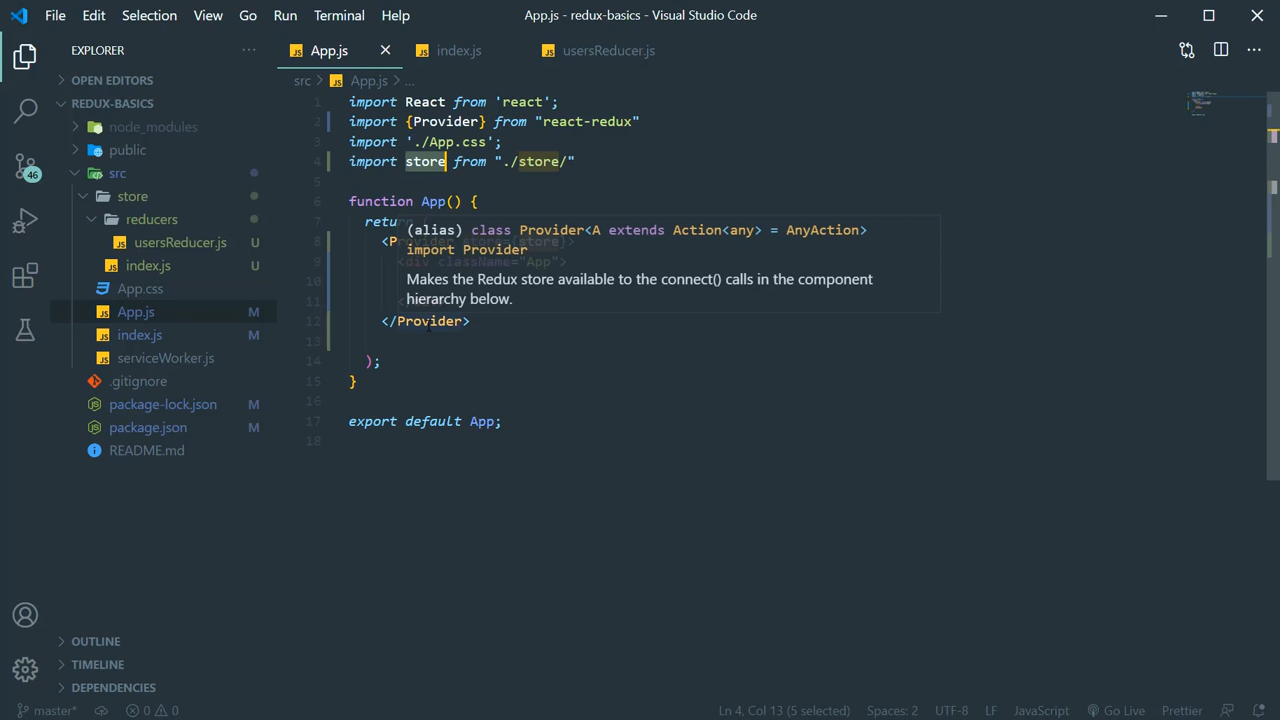 File Edit Selection View Go Run Terminal Help
App.js - redux-basics - Visual Studio Code
EXPLORER
OPEN EDITORS
REDUX-BASICS
node_modules
public
src
store
reducers
usersReducer.js U
index.js U
App.css
App.js M
index.js M
serviceWorker.js
.gitignore
package-lock.json M
package.json M
README.md
OUTLINE
TIMELINE
DEPENDENCIES
46
App.js index.js usersReducer.js
src > App.js > ...
1 import React from 'react';
2 import {Provider} from "react-redux"
3 import './App.css';
4 import store from "./store/"
5
6 function App() {
7 return (
8 <Provider store={store}>
9 <div className="App">
10
11 <
12 </Provider>
13
14 );
15 }
16
17 export default App;
18
(alias) class Provider<A extends Action<any> = AnyAction>
import Provider
Makes the Redux store available to the connect() calls in the component
hierarchy below.
master* 0 0 Ln 4, Col 13 (5 selected) Spaces: 2 UTF-8 LF JavaScript Go Live Prettier